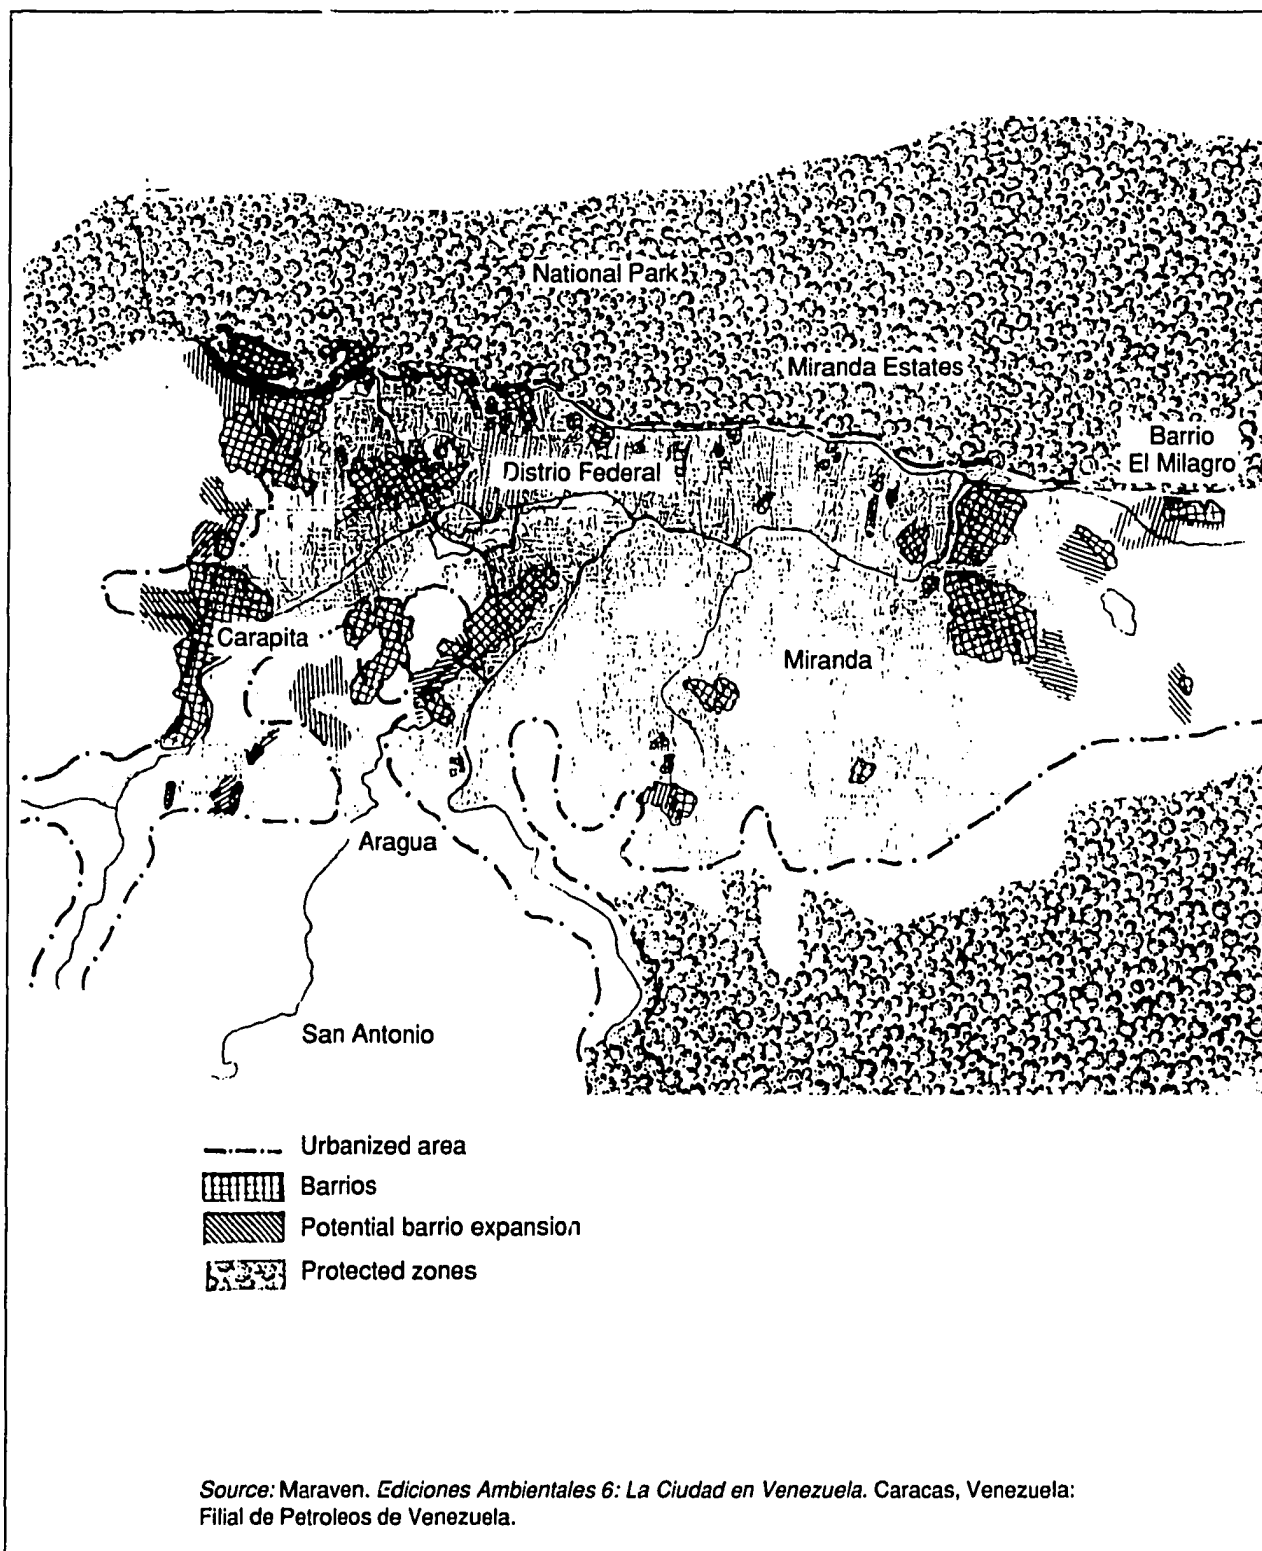 National Park
Miranda Estates
Barrio
El Milagro
Distrio Federal
Carapita
Miranda
Aragua
San Antonio
Urbanized area
Barrios
Potential barrio expansion
Protected zones
Source: Maraven. Ediciones Ambientales 6: La Ciudad en Venezuela. Caracas, Venezuela:
Filial de Petroleos de Venezuela.